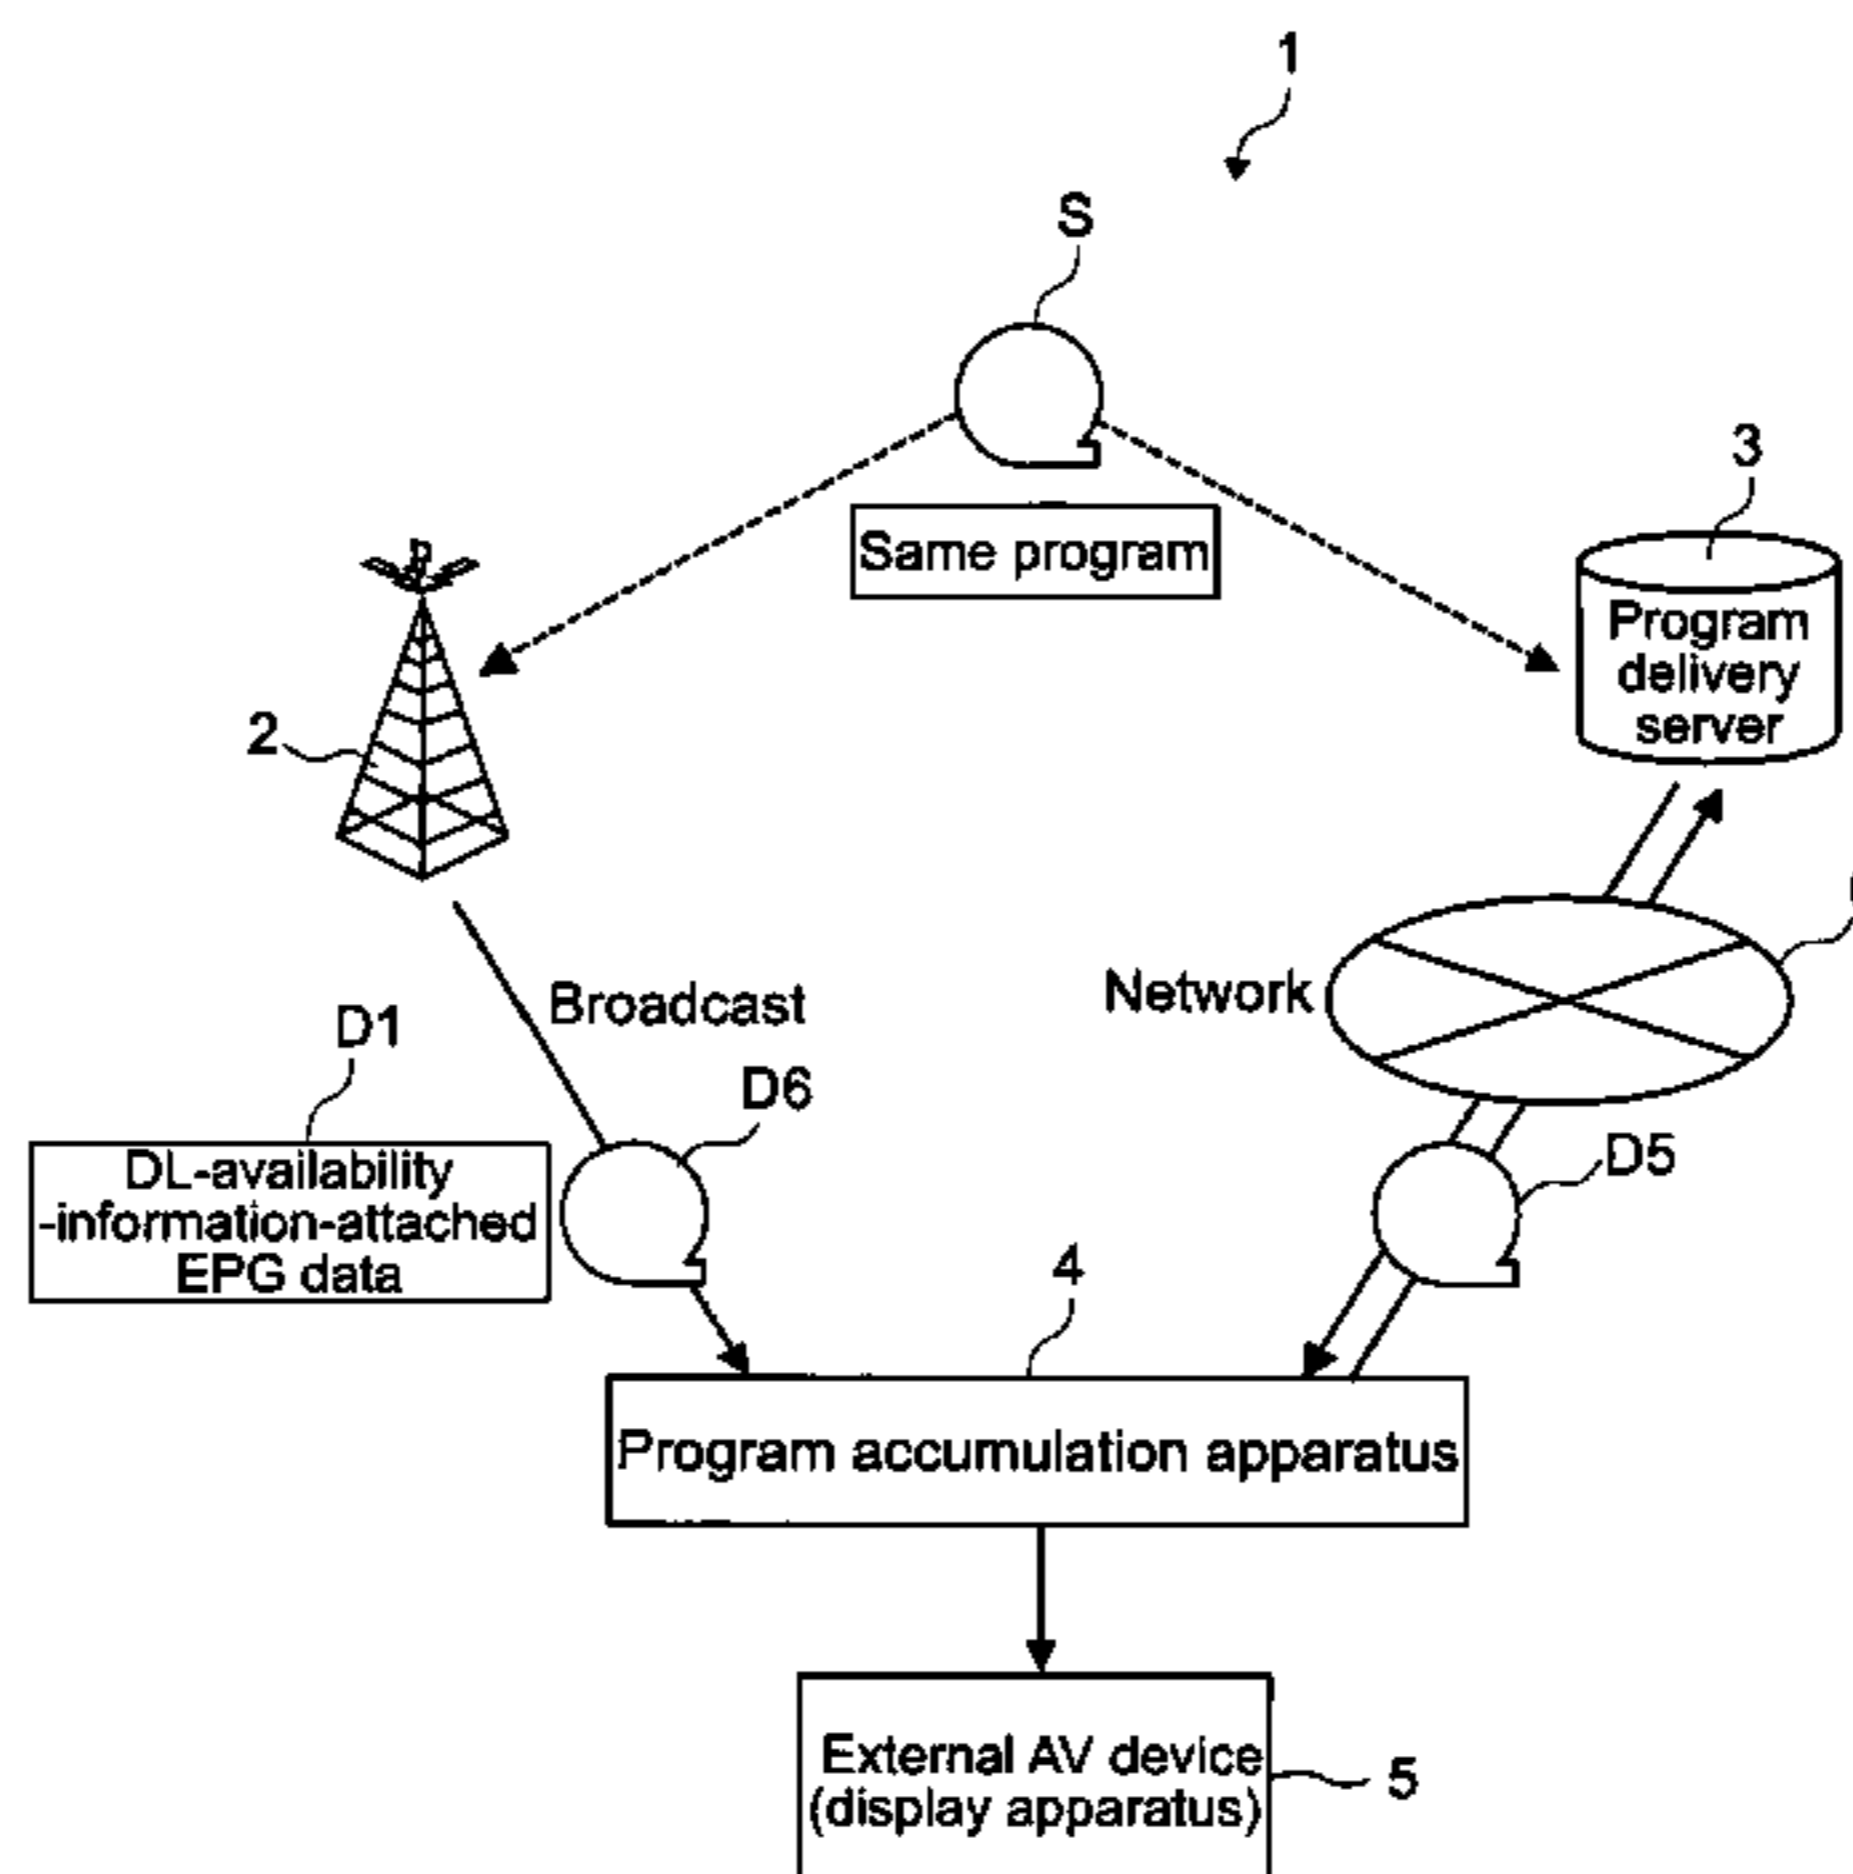 1
S
Same program
3
Program
delivery
server
2
Broadcast
Network
D1
D6
D5
DL-availability
-information-attached
EPG data
4
Program accumulation apparatus
External AV device
(display apparatus)
5